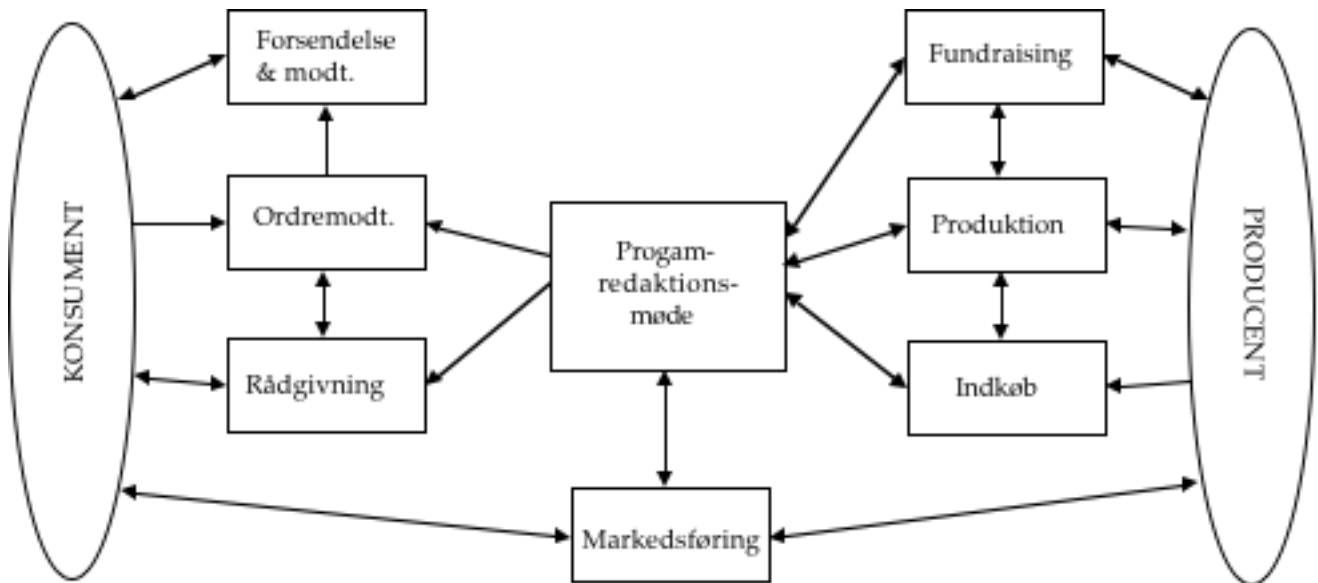 KONSUMENT
Forsendelse
& modt.
Ordremodt.
Rådgivning
Progam-
redaktions-
møde
Markedsføring
Fundraising
Produktion
Indkøb
PRODUCENT